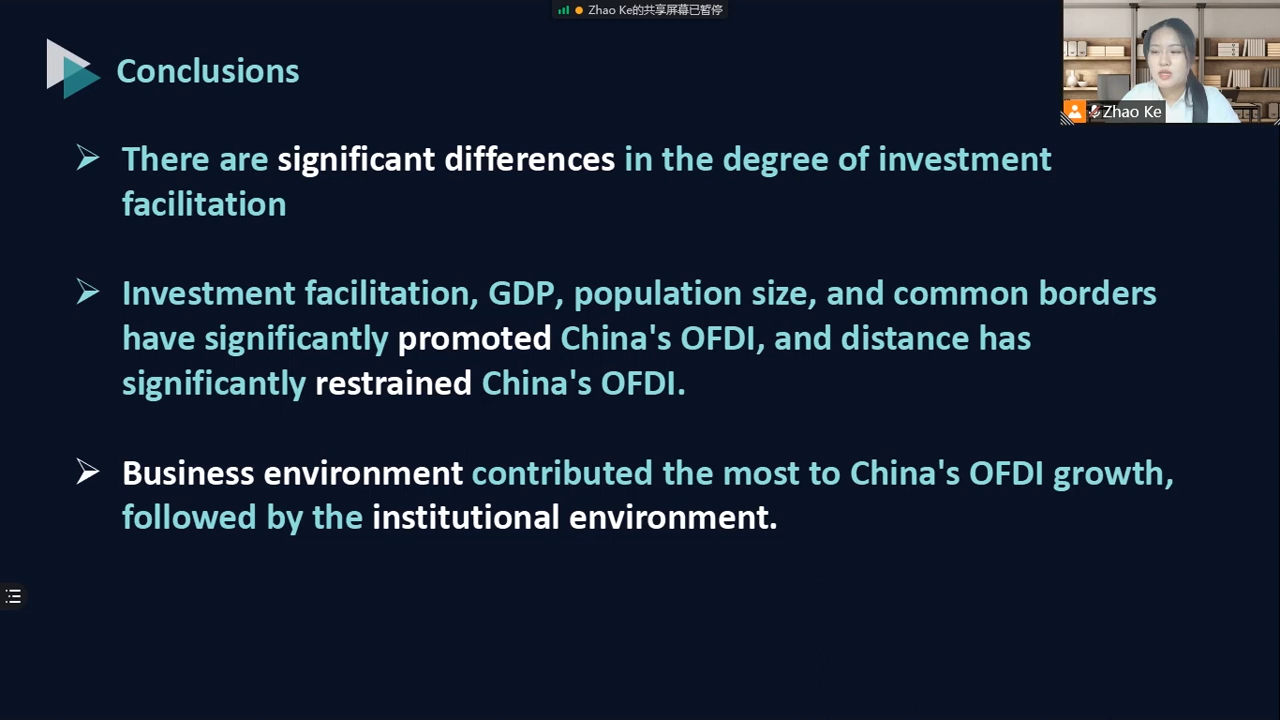 Zhao Ke的共享屏幕已暂停
Conclusions
Zhao Ke
There are significant differences in the degree of investment
facilitation
Investment facilitation, GDP, population size, and common borders
have significantly promoted China's OFDI, and distance has
significantly restrained China's OFDI.
Business environment contributed the most to China's OFDI growth,
followed by the institutional environment.